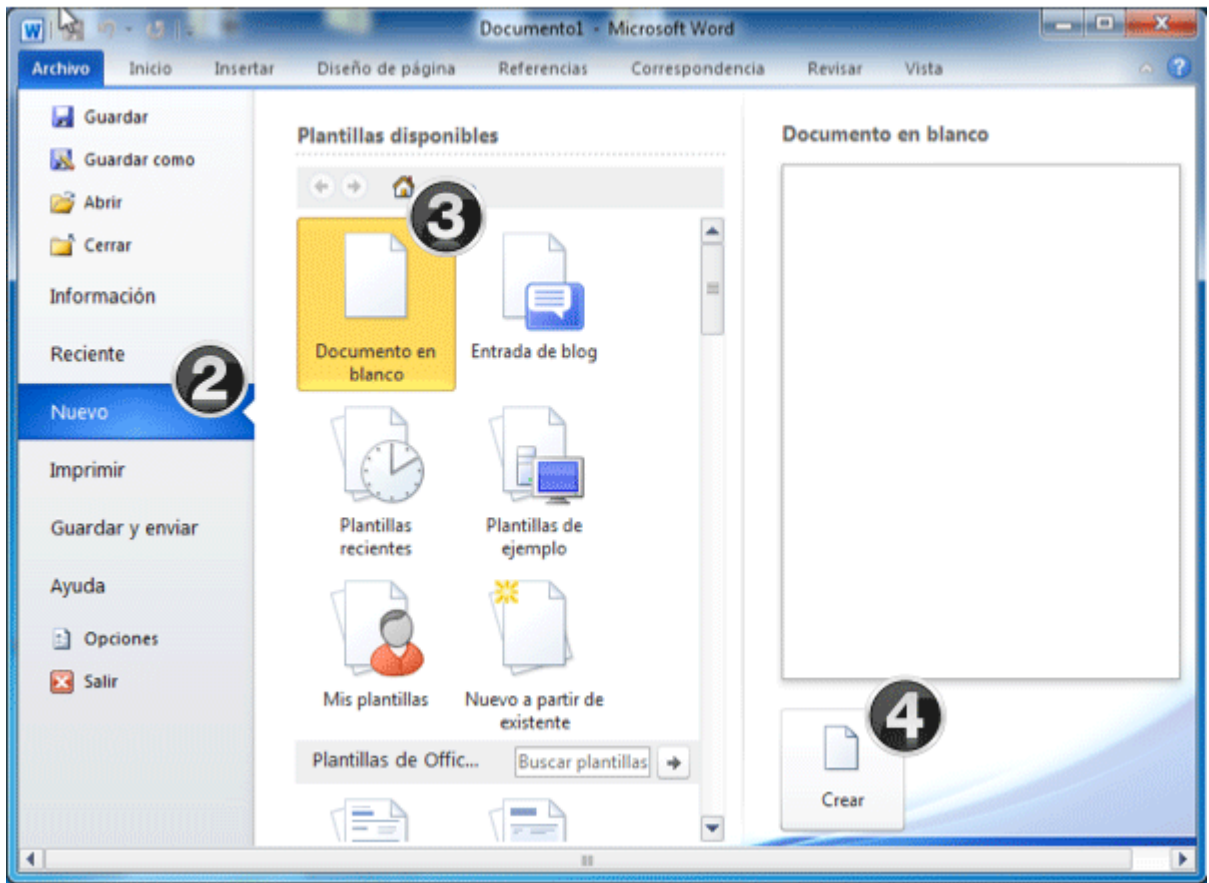 Documento1 - Microsoft Word
Archivo Inicio Insertar Diseño de página Referencias Correspondencia Revisar Vista
Guardar
Guardar como
Abrir
Cerrar
Información
Reciente
2
Nuevo
Imprimir
Guardar y enviar
Ayuda
Opciones
Salir
Plantillas disponibles
3
Documento en
blanco
Entrada de blog
Plantillas
recientes
Plantillas de
ejemplo
Mis plantillas
Nuevo a partir de
existente
Plantillas de Offic... Buscar plantillas
Documento en blanco
4
Crear